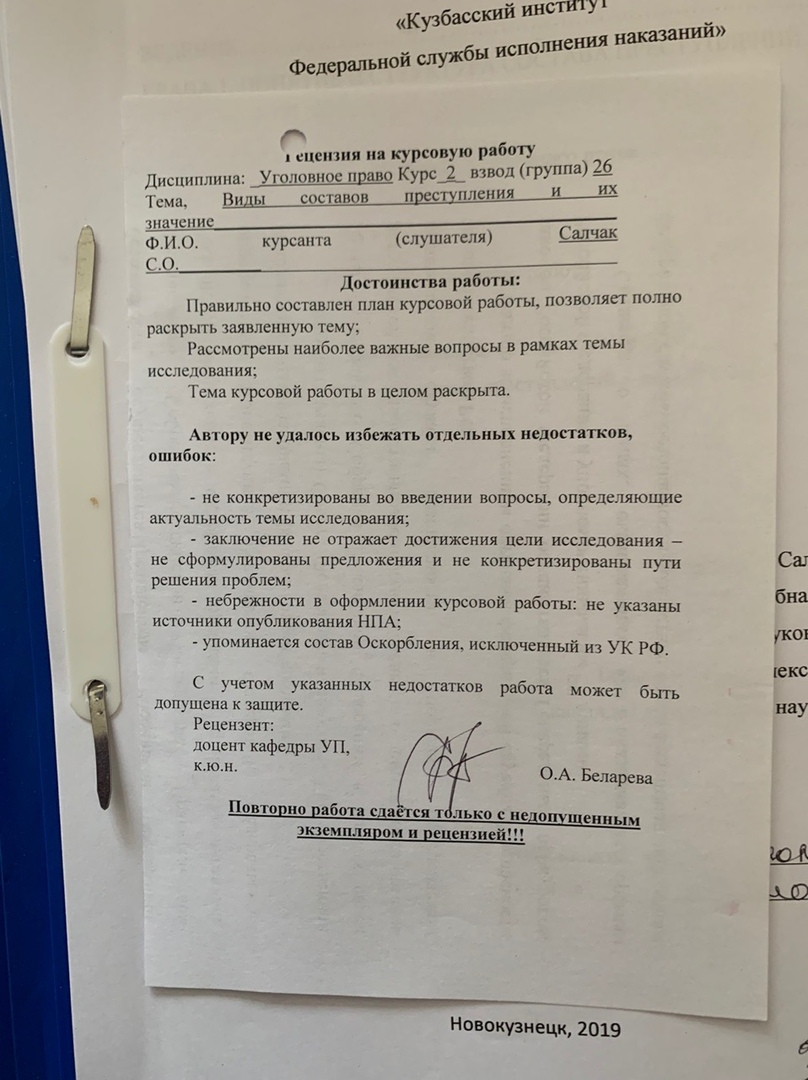 «Кузбасский институт
Федеральной службы исполнения наказаний»
Рецензия на курсовую работу
Дисциплина: Уголовное право Курс 2 взвод (группа) 26
Тема, Виды составов преступления и их
значение
Ф.И.О. курсанта (слушателя) Салчак
С.О.
Достоинства работы:
Правильно составлен план курсовой работы, позволяет полно
раскрыть заявленную тему;
Рассмотрены наиболее важные вопросы в рамках темы
исследования;
Тема курсовой работы в целом раскрыта.
Автору не удалось избежать отдельных недостатков,
ошибок:
- не конкретизированы во введении вопросы, определяющие
актуальность темы исследования;
- заключение не отражает достижения цели исследования –
не сформулированы предложения и не конкретизированы пути
решения проблем;
- небрежности в оформлении курсовой работы: не указаны
источники опубликования НПА;
- упоминается состав Оскорбления, исключенный из УК РФ.
С учетом указанных недостатков работа может быть
допущена к защите.
Рецензент:
доцент кафедры УП,
к.ю.н.
О.А. Беларева
Повторно работа сдаётся только с недопущенным
экземпляром и рецензией!!!
Новокузнецк, 2019